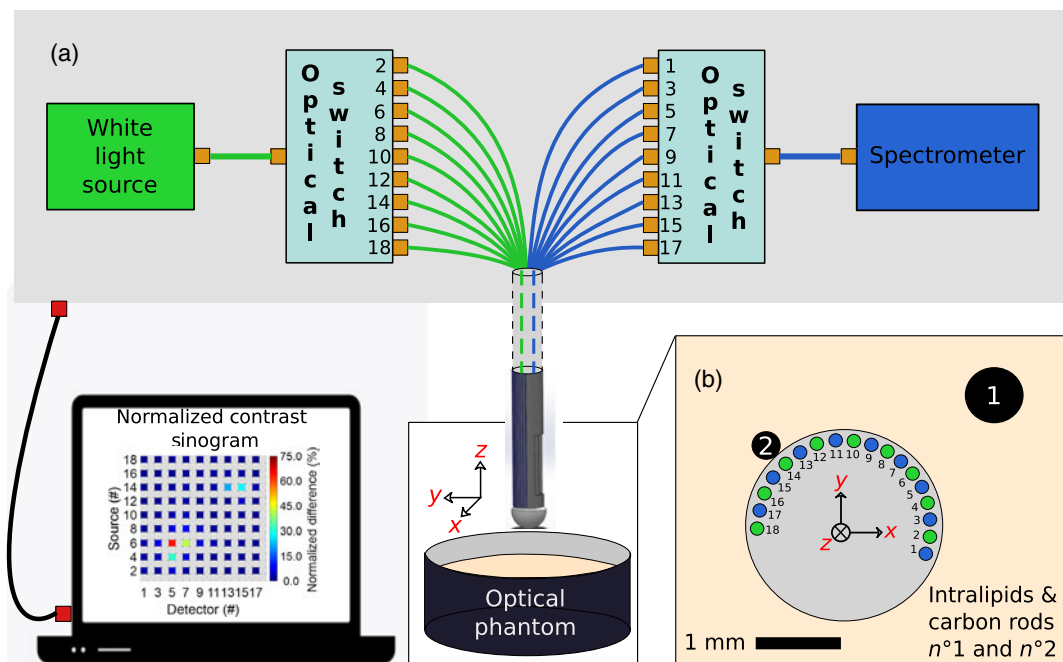 (a)
White
light
source
Optical
switch
2
4
6
8
10
12
14
16
18
1
3
5
7
9
11
13
15
17
Optical
switch
Spectrometer
Normalized contrast
sinogram
Source (#)
18
16
14
12
10
8
6
4
2
1 3 5 7 9 11 13 15 17
Detector (#)
75.0
60.0
45.0
30.0
15.0
0.0
Normalized difference (%)
z
y
x
Optical
phantom
(b)
1
2
18
17
16
15
14
13
12
11
10
9
8
7
6
5
4
3
2
1
y
x
z
Intralipids &
carbon rods
n°1 and n°2
1 mm